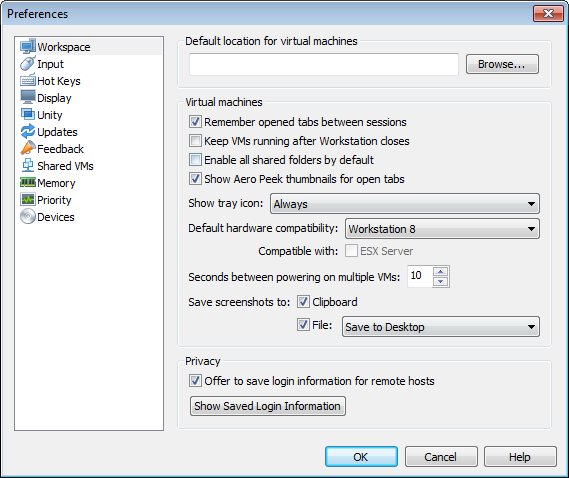 Preferences
Workspace
Input
Hot Keys
Display
Unity
Updates
Feedback
Shared VMs
Memory
Priority
Devices
Default location for virtual machines
Browse...
Virtual machines
Remember opened tabs between sessions
Keep VMs running after Workstation closes
Enable all shared folders by default
Show Aero Peek thumbnails for open tabs
Show tray icon: Always
Default hardware compatibility: Workstation 8
Compatible with: ESX Server
Seconds between powering on multiple VMs: 10
Save screenshots to: Clipboard
File: Save to Desktop
Privacy
Offer to save login information for remote hosts
Show Saved Login Information
OK Cancel Help